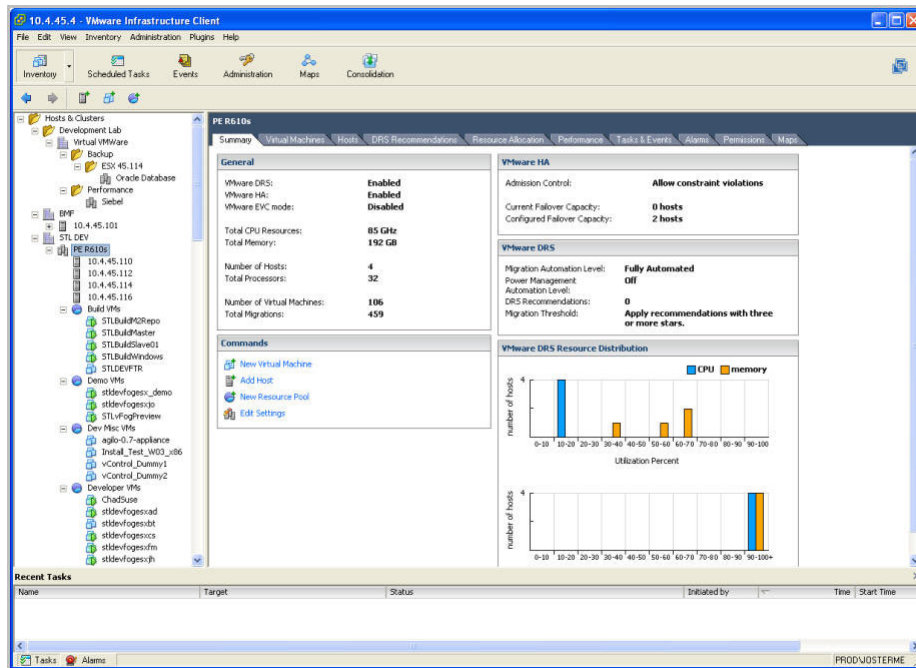 10.4.45.4 - VMware Infrastructure Client
File Edit View Inventory Administration Plugins Help
Inventory Scheduled Tasks Events Administration Maps Consolidation
Hosts & Clusters
Development Lab
Virtual VMware
Backup
ESX 45.114
Oracle Database
Performance
Siebel
BMF
10.4.45.101
STL DEV
PE R610s
10.4.45.110
10.4.45.112
10.4.45.114
10.4.45.116
Build VMs
STLBuildM2Repo
STLBuildMaster
STLBuildSlave01
STLBuildWindows
STLDEVFTR
Demo VMs
stldevfogesx_demo
stldevfogesxjo
STLvFogPreview
Dev Misc VMs
agilo-0.7-appliance
Install_Test_W03_x86
vControl_Dummy1
vControl_Dummy2
Developer VMs
ChadSuse
stldevfogesxad
stldevfogesxbt
stldevfogesxcs
stldevfogesxfm
stldevfogesxjh
PE R610s
Summary Virtual Machines Hosts DRS Recommendations Resource Allocation Performance Tasks & Events Alarms Permissions Maps
General
VMware DRS: Enabled
VMware HA: Enabled
VMware EVC mode: Disabled
Total CPU Resources: 85 GHz
Total Memory: 192 GB
Number of Hosts: 4
Total Processors: 32
Number of Virtual Machines: 106
Total Migrations: 459
Commands
New Virtual Machine
Add Host
New Resource Pool
Edit Settings
VMware HA
Admission Control: Allow constraint violations
Current Failover Capacity: 0 hosts
Configured Failover Capacity: 2 hosts
VMware DRS
Migration Automation Level: Fully Automated
Power Management Off
Automation Level:
DRS Recommendations: 0
Migration Threshold: Apply recommendations with three
or more stars.
VMware DRS Resource Distribution
CPU memory
4
number of hosts
0-10 10-20 20-30 30-40 40-50 50-60 60-70 70-80 80-90 90-100
Utilization Percent
4
number of hosts
0-10 10-20 20-30 30-40 40-50 50-60 60-70 70-80 80-90 90-100+
Recent Tasks
Name Target Status Initiated by Time Start Time
Tasks Alarms PROD\JOSTERME